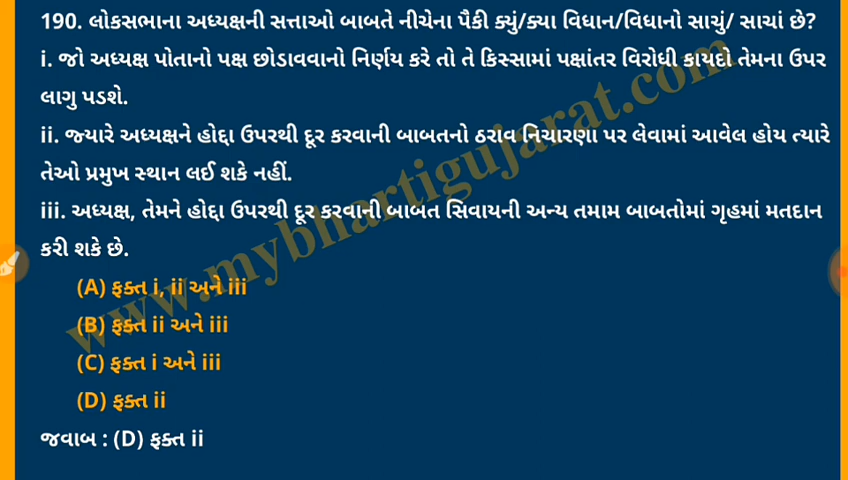 190. લોકસભાના અધ્યક્ષની સત્તાઓ બાબતે નીચેના પૈકી ક્યું/ક્યા વિધાન/વિધાનો સાચું/ સાચાં છે?
i. જો અધ્યક્ષ પોતાનો પક્ષ છોડાવવાનો નિર્ણય કરે તો તે કિસ્સામાં પક્ષાંતર વિરોધી કાયદો તેમના ઉપર
લાગુ પડશે.
ii. જ્યારે અધ્યક્ષને હોદ્દા ઉપરથી દૂર કરવાની બાબતનો ઠરાવ નિચારણા પર લેવામાં આવેલ હોય ત્યારે
તેઓ પ્રમુખ સ્થાન લઈ શકે નહીં.
iii. અધ્યક્ષ, તેમને હોદ્દા ઉપરથી દૂર કરવાની બાબત સિવાયની અન્ય તમામ બાબતોમાં ગૃહમાં મતદાન
કરી શકે છે.
(A) ફક્ત i, ii અને iii
(B) ફક્ત ii અને iii
(C) ફક્ત i અને iii
(D) ફક્ત ii
જવાબ : (D) ફક્ત ii
www.mybhartigujarat.com